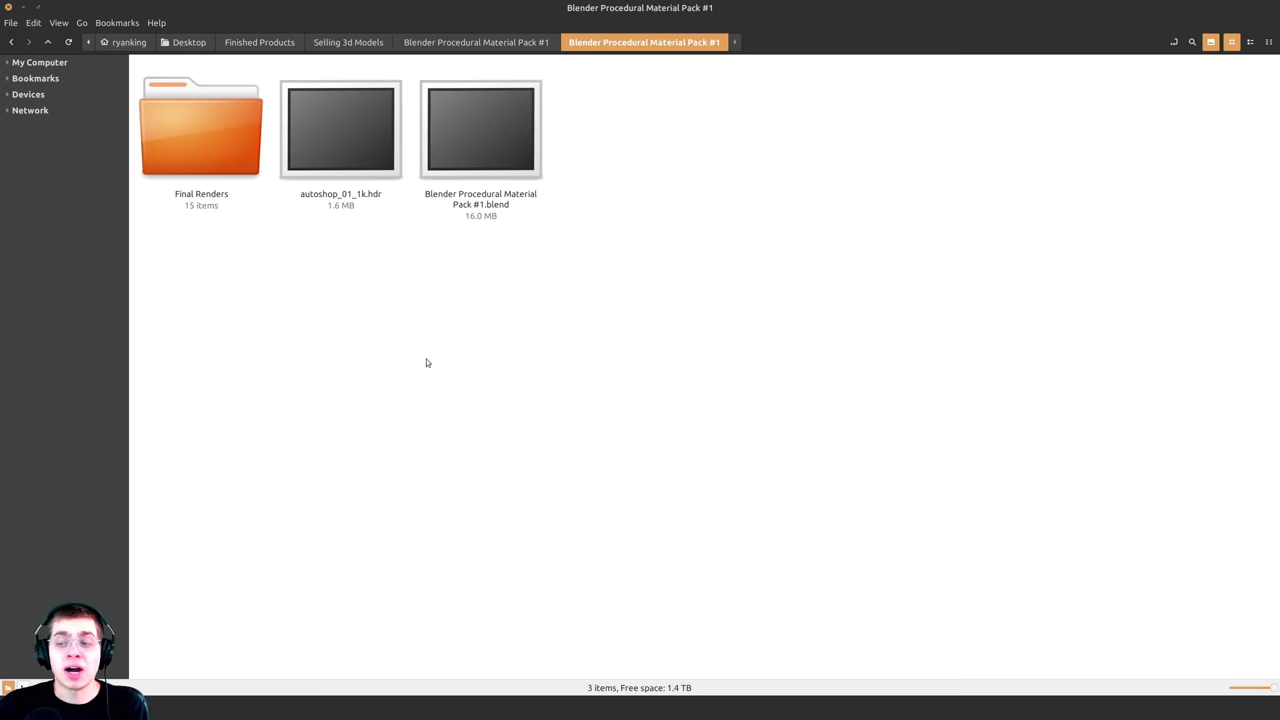 Blender Procedural Material Pack #1
File Edit View Go Bookmarks Help
ryanking Desktop Finished Products Selling 3d Models Blender Procedural Material Pack #1 Blender Procedural Material Pack #1
My Computer
Bookmarks
Devices
Network
Final Renders
15 items
autoshop_01_1k.hdr
1.6 MB
Blender Procedural Material
Pack #1.blend
16.0 MB
3 items, Free space: 1.4 TB